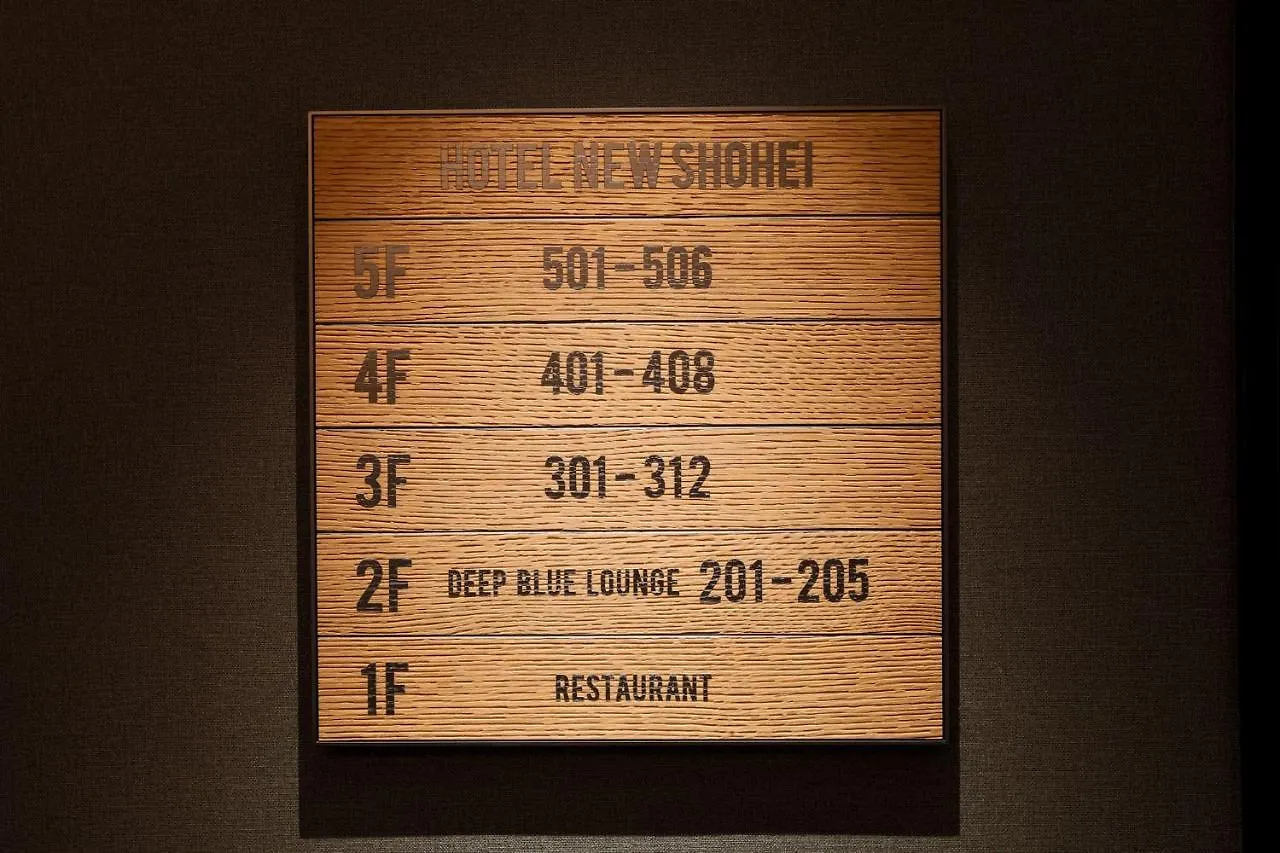 HOTEL NEW SHOHEI
5F 501-506
4F 401-408
3F 301-312
2F DEEP BLUE LOUNGE 201-205
1F RESTAURANT